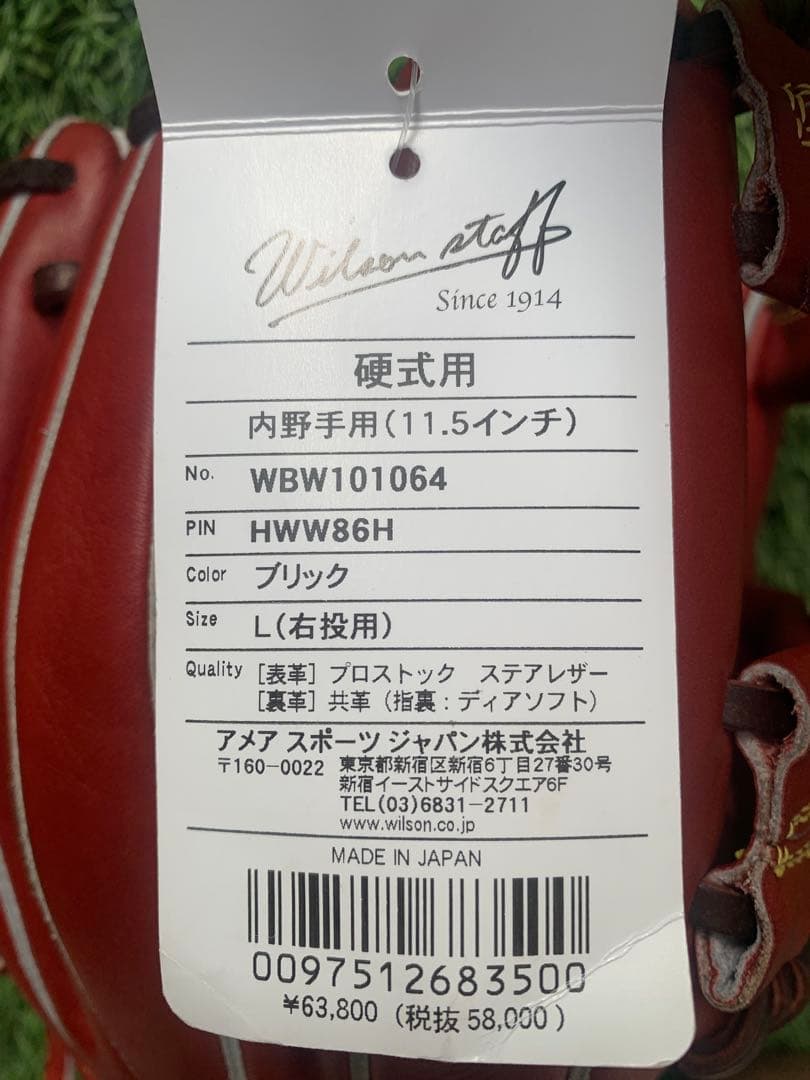 Wilson staff
Since 1914
硬式用
内野手用(11.5インチ)
No. WBW101064
PIN HWW86H
Color ブリック
Size L(右投用)
Quality [表革] プロストック ステアレザー
[裏革] 共革 (指裏:ディアソフト)
アメア スポーツ ジャパン株式会社
〒160-0022 東京都新宿区新宿6丁目27番30号
新宿イーストサイドスクエア6F
TEL(03)6831-2711
www.wilson.co.jp
MADE IN JAPAN
0097512683500
¥63,800 (税抜58,000)